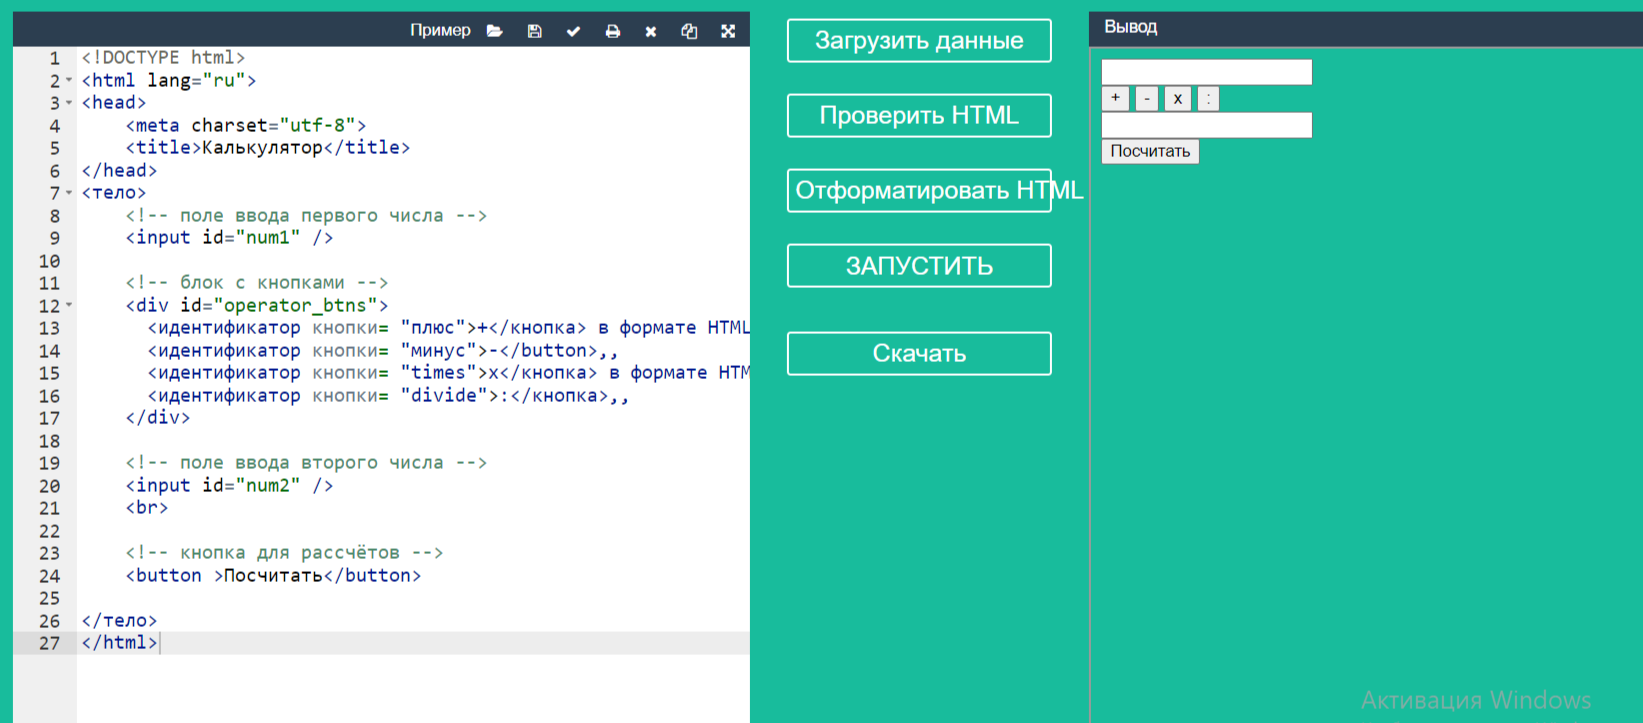 Пример
1 <!DOCTYPE html>
2 <html lang="ru">
3 <head>
4 <meta charset="utf-8">
5 <title>Калькулятор</title>
6 </head>
7 <тело>
8 <!-- поле ввода первого числа -->
9 <input id="num1" />
10
11 <!-- блок с кнопками -->
12 <div id="operator_btns">
13 <идентификатор кнопки= "плюс">+</кнопка> в формате HTML
14 <идентификатор кнопки= "минус">-</button>,,
15 <идентификатор кнопки= "times">x</кнопка> в формате HTM
16 <идентификатор кнопки= "divide">:</кнопка>,,
17 </div>
18
19 <!-- поле ввода второго числа -->
20 <input id="num2" />
21 <br>
22
23 <!-- кнопка для рассчётов -->
24 <button >Посчитать</button>
25
26 </тело>
27 </html>
Загрузить данные
Проверить HTML
Отформатировать HTML
ЗАПУСТИТЬ
Скачать
Вывод
+ - x :
Посчитать
Активация Windows